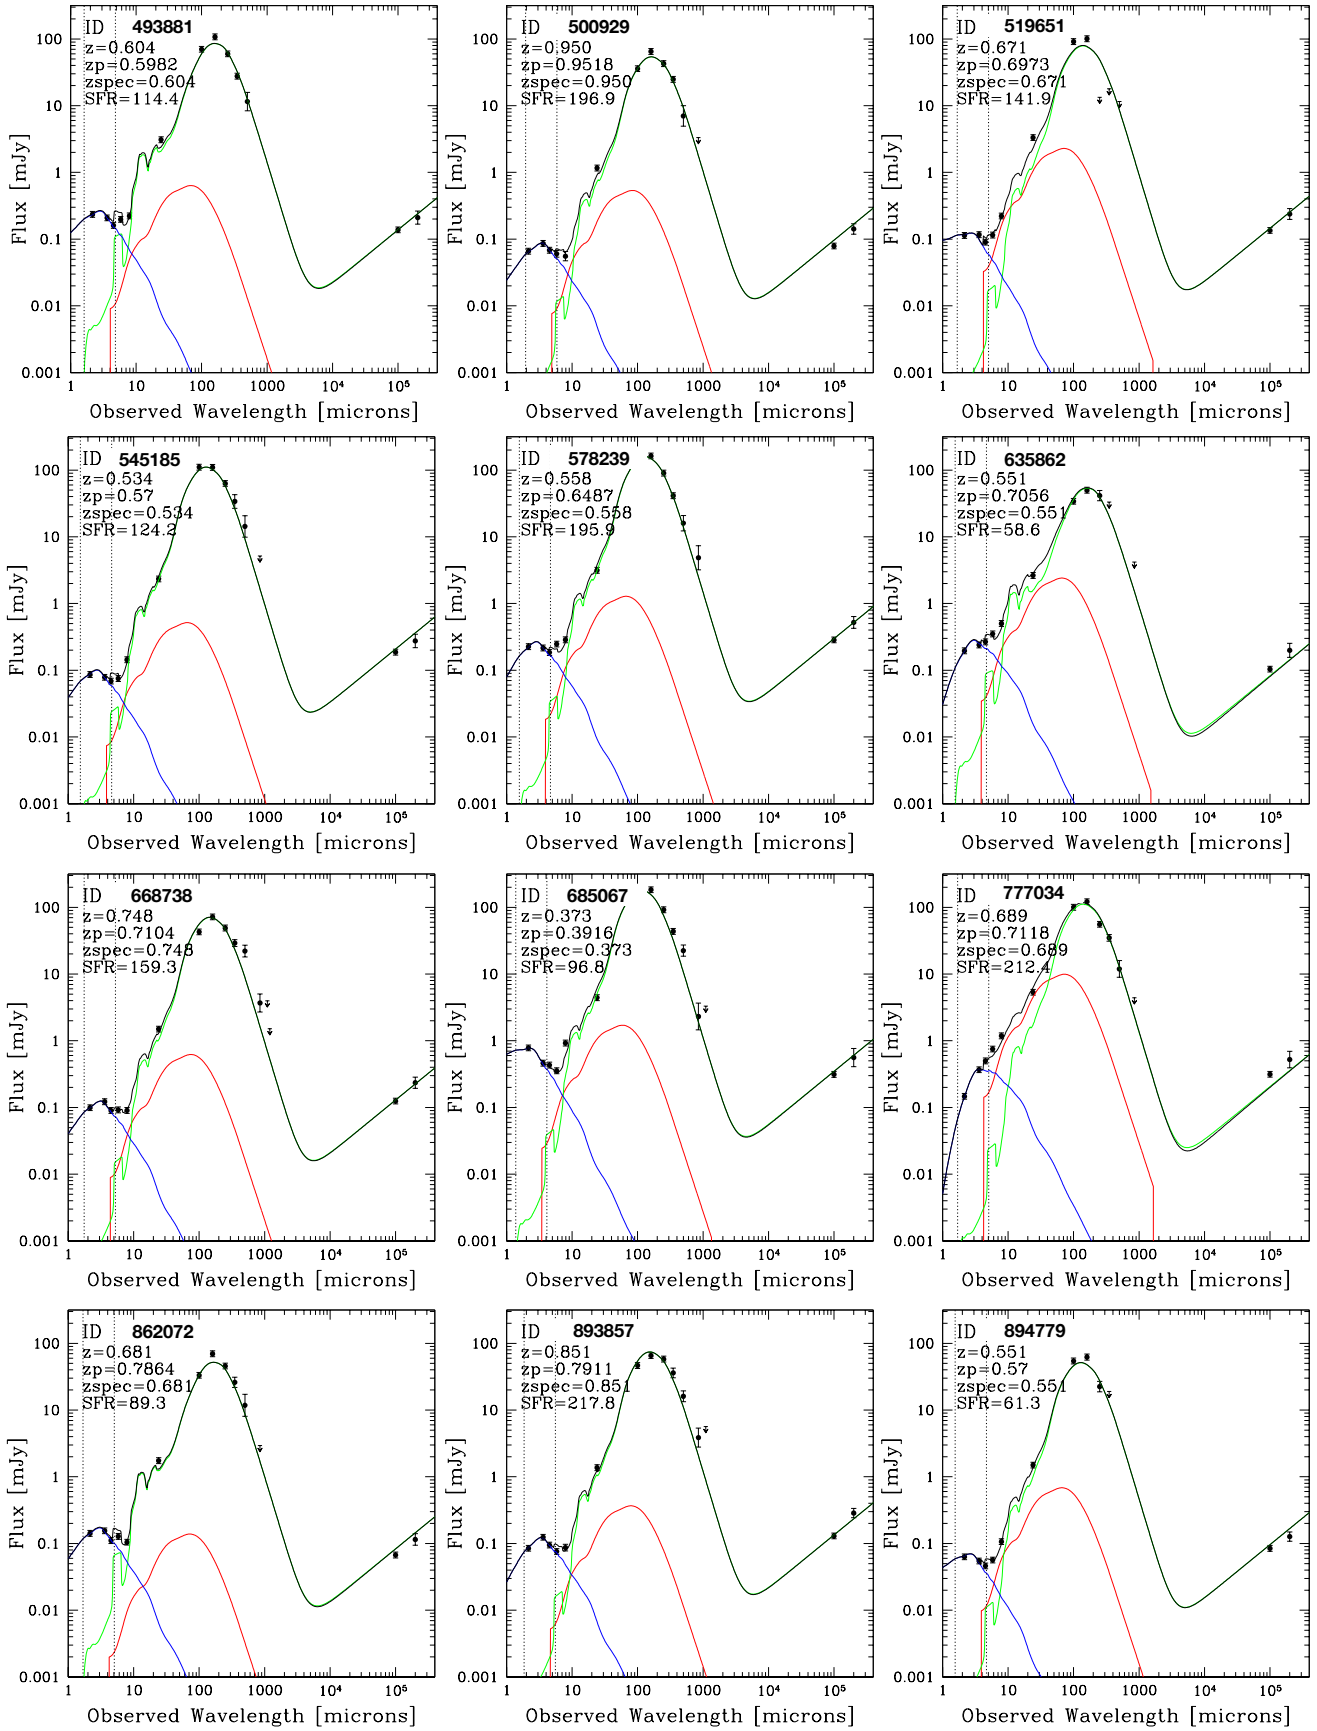 ID 493881
z=0.604
zp=0.5982
zspec=0.604
SFR=114.4
Flux [mJy]
100
10
1
0.1
0.01
0.001
1 10 100 1000 10⁴ 10⁵
Observed Wavelength [microns]
ID 500929
z=0.950
zp=0.9518
zspec=0.950
SFR=196.9
Flux [mJy]
100
10
1
0.1
0.01
0.001
1 10 100 1000 10⁴ 10⁵
Observed Wavelength [microns]
ID 519651
z=0.671
zp=0.6973
zspec=0.671
SFR=141.9
Flux [mJy]
100
10
1
0.1
0.01
0.001
1 10 100 1000 10⁴ 10⁵
Observed Wavelength [microns]
ID 545185
z=0.534
zp=0.57
zspec=0.534
SFR=124.2
Flux [mJy]
100
10
1
0.1
0.01
0.001
1 10 100 1000 10⁴ 10⁵
Observed Wavelength [microns]
ID 578239
z=0.558
zp=0.6487
zspec=0.558
SFR=195.9
Flux [mJy]
100
10
1
0.1
0.01
0.001
1 10 100 1000 10⁴ 10⁵
Observed Wavelength [microns]
ID 635862
z=0.551
zp=0.7056
zspec=0.551
SFR=58.6
Flux [mJy]
100
10
1
0.1
0.01
0.001
1 10 100 1000 10⁴ 10⁵
Observed Wavelength [microns]
ID 668738
z=0.748
zp=0.7104
zspec=0.748
SFR=159.3
Flux [mJy]
100
10
1
0.1
0.01
0.001
1 10 100 1000 10⁴ 10⁵
Observed Wavelength [microns]
ID 685067
z=0.373
zp=0.3916
zspec=0.373
SFR=96.8
Flux [mJy]
100
10
1
0.1
0.01
0.001
1 10 100 1000 10⁴ 10⁵
Observed Wavelength [microns]
ID 777034
z=0.689
zp=0.7118
zspec=0.689
SFR=212.4
Flux [mJy]
100
10
1
0.1
0.01
0.001
1 10 100 1000 10⁴ 10⁵
Observed Wavelength [microns]
ID 862072
z=0.681
zp=0.7864
zspec=0.681
SFR=89.3
Flux [mJy]
100
10
1
0.1
0.01
0.001
1 10 100 1000 10⁴ 10⁵
Observed Wavelength [microns]
ID 893857
z=0.851
zp=0.7911
zspec=0.851
SFR=217.8
Flux [mJy]
100
10
1
0.1
0.01
0.001
1 10 100 1000 10⁴ 10⁵
Observed Wavelength [microns]
ID 894779
z=0.551
zp=0.57
zspec=0.551
SFR=61.3
Flux [mJy]
100
10
1
0.1
0.01
0.001
1 10 100 1000 10⁴ 10⁵
Observed Wavelength [microns]